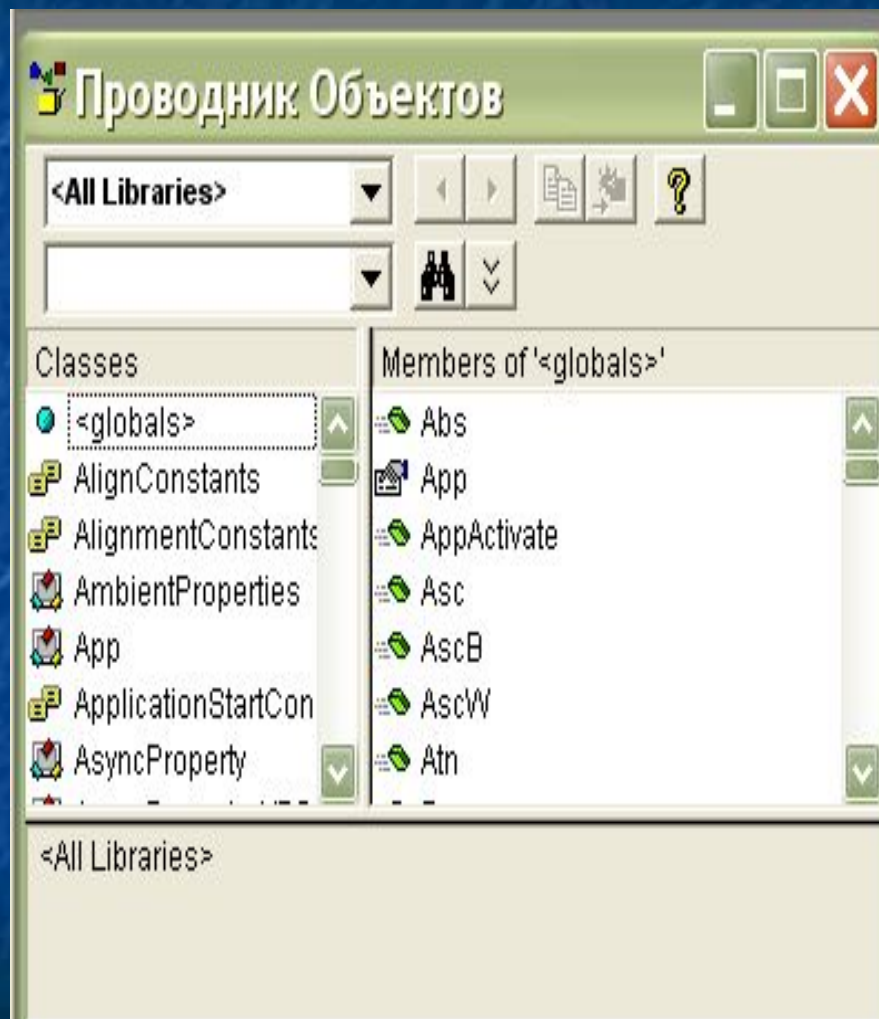 Проводник Объектов
<All Libraries>
Classes
Members of '<globals>'
<globals>
AlignConstants
AlignmentConstants
AmbientProperties
App
ApplicationStartCon
AsyncProperty
Abs
App
AppActivate
Asc
AscB
AscW
Atn
<All Libraries>